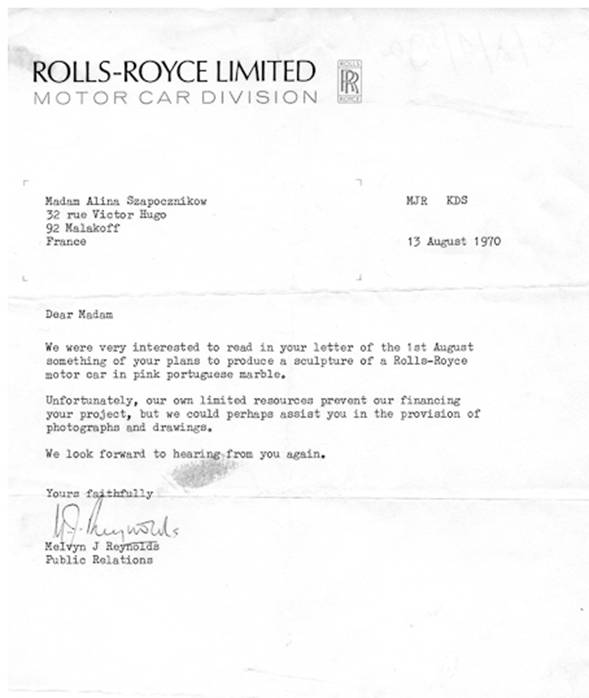 ROLLS-ROYCE LIMITED
MOTOR CAR DIVISION
ROLLS
RR
ROYCE
Madam Alina Szapocznikow
32 rue Victor Hugo
92 Malakoff
France
MJR KDS
13 August 1970
Dear Madam
We were very interested to read in your letter of the 1st August
something of your plans to produce a sculpture of a Rolls-Royce
motor car in pink portuguese marble.
Unfortunately, our own limited resources prevent our financing
your project, but we could perhaps assist you in the provision of
photographs and drawings.
We look forward to hearing from you again.
Yours faithfully
M.J. Reynolds
Melvyn J Reynolds
Public Relations